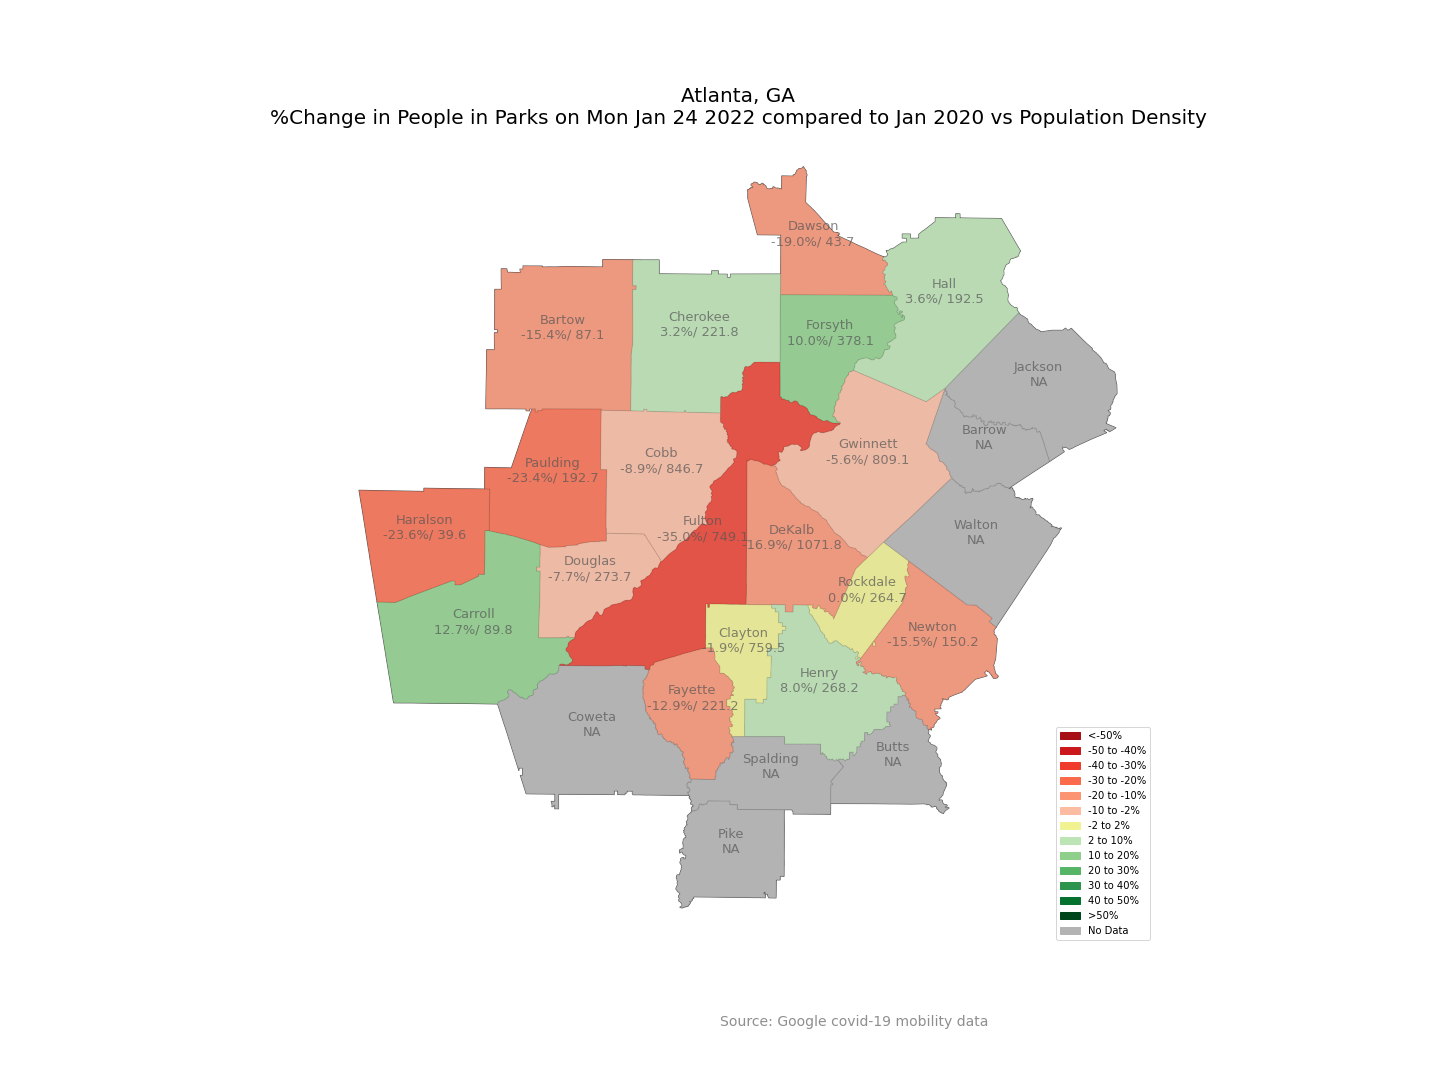 Atlanta, GA
%Change in People in Parks on Mon Jan 24 2022 compared to Jan 2020 vs Population Density
Dawson
-19.0%/ 43.7
Hall
3.6%/ 192.5
Bartow
-15.4%/ 87.1
Cherokee
3.2%/ 221.8
Forsyth
10.0%/ 378.1
Jackson
NA
Barrow
NA
Gwinnett
-5.6%/ 809.1
Cobb
-8.9%/ 846.7
Paulding
-23.4%/ 192.7
Haralson
-23.6%/ 39.6
Fulton
-35.0%/ 749.1
DeKalb
-16.9%/ 1071.8
Walton
NA
Douglas
-7.7%/ 273.7
Rockdale
0.0%/ 264.7
Carroll
12.7%/ 89.8
Clayton
1.9%/ 759.5
Newton
-15.5%/ 150.2
Henry
8.0%/ 268.2
Fayette
-12.9%/ 221.2
Coweta
NA
Spalding
NA
Butts
NA
Pike
NA
<-50%
-50 to -40%
-40 to -30%
-30 to -20%
-20 to -10%
-10 to -2%
-2 to 2%
2 to 10%
10 to 20%
20 to 30%
30 to 40%
40 to 50%
>50%
No Data
Source: Google covid-19 mobility data